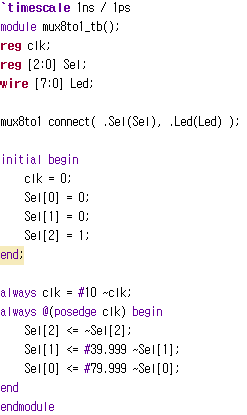 `timescale 1ns / 1ps
module mux8to1_tb();
reg clk;
reg [2:0] Sel;
wire [7:0] Led;
mux8to1 connect( .Sel(Sel), .Led(Led) );
initial begin
clk = 0;
Sel[0] = 0;
Sel[1] = 0;
Sel[2] = 1;
end;
always clk = #10 ~clk;
always @(posedge clk) begin
Sel[2] <= ~Sel[2];
Sel[1] <= #39.999 ~Sel[1];
Sel[0] <= #79.999 ~Sel[0];
end
endmodule